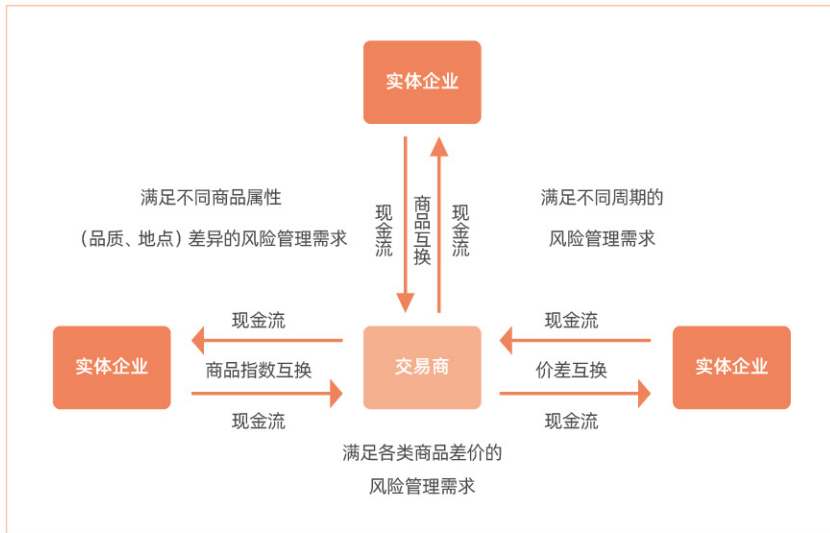 实体企业
满足不同商品属性
（品质、地点）差异的风险管理需求
现金流
商品互换
现金流
满足不同周期的
风险管理需求
实体企业
现金流
商品指数互换
现金流
交易商
现金流
价差互换
现金流
实体企业
满足各类商品差价的
风险管理需求